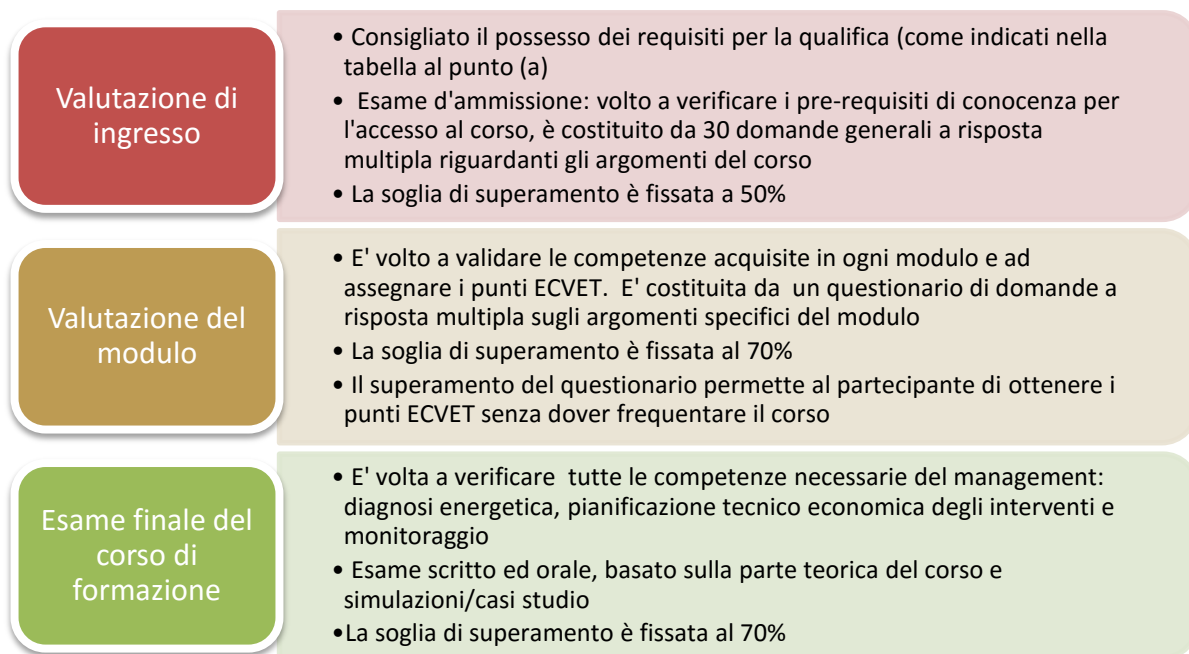 Valutazione di
ingresso
• Consigliato il possesso dei requisiti per la qualifica (come indicati nella
tabella al punto (a)
• Esame d'ammissione: volto a verificare i pre-requisiti di conocenza per
l'accesso al corso, è costituito da 30 domande generali a risposta
multipla riguardanti gli argomenti del corso
• La soglia di superamento è fissata a 50%
Valutazione del
modulo
• E' volto a validare le competenze acquisite in ogni modulo e ad
assegnare i punti ECVET. E' costituita da un questionario di domande a
risposta multipla sugli argomenti specifici del modulo
• La soglia di superamento è fissata al 70%
• Il superamento del questionario permette al partecipante di ottenere i
punti ECVET senza dover frequentare il corso
Esame finale del
corso di
formazione
• E' volta a verificare tutte le competenze necessarie del management:
diagnosi energetica, pianificazione tecnico economica degli interventi e
monitoraggio
• Esame scritto ed orale, basato sulla parte teorica del corso e
simulazioni/casi studio
•La soglia di superamento è fissata al 70%